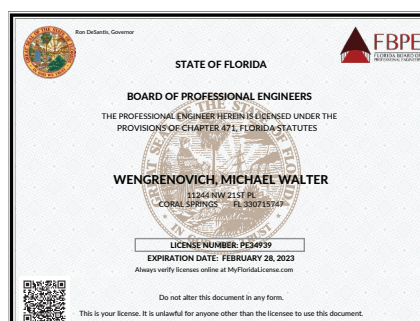 Ron DeSantis, Governor
FBPE
FLORIDA BOARD OF
PROFESSIONAL ENGINEERS
STATE OF FLORIDA
BOARD OF PROFESSIONAL ENGINEERS
THE PROFESSIONAL ENGINEER HEREIN IS LICENSED UNDER THE
PROVISIONS OF CHAPTER 471, FLORIDA STATUTES
WENGRENOVICH, MICHAEL WALTER
11244 NW 21ST PL
CORAL SPRINGS FL 330715747
LICENSE NUMBER: PE34939
EXPIRATION DATE: FEBRUARY 28, 2023
Always verify licenses online at MyFloridaLicense.com
Do not alter this document in any form.
This is your license. It is unlawful for anyone other than the licensee to use this document.